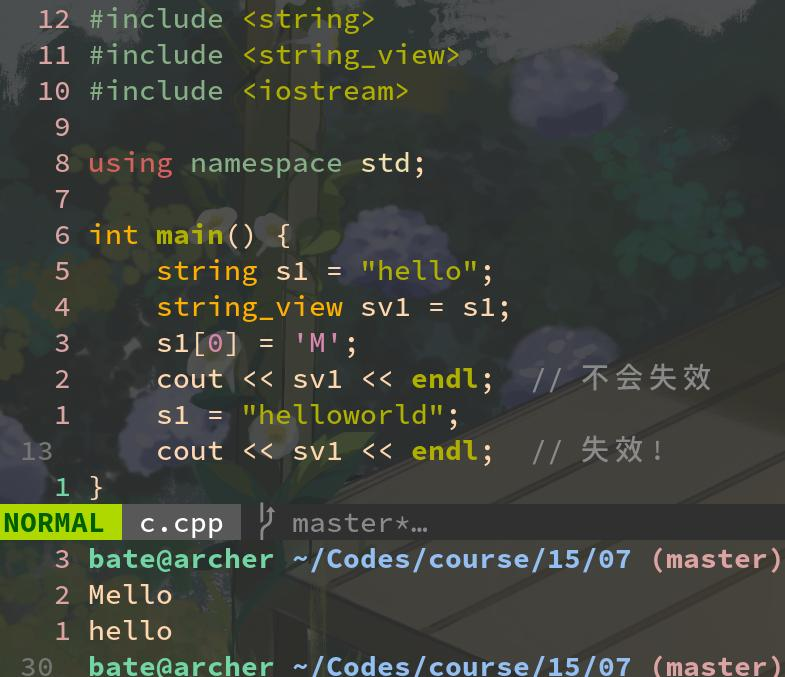 12 #include <string>
11 #include <string_view>
10 #include <iostream>
9
8 using namespace std;
7
6 int main() {
5     string s1 = "hello";
4     string_view sv1 = s1;
3     s1[0] = 'M';
2     cout << sv1 << endl;  // 不会失效
1     s1 = "helloworld";
13     cout << sv1 << endl;  // 失效!
1 }
NORMAL c.cpp master*…
3 bate@archer ~/Codes/course/15/07 (master)
2 Mello
1 hello
30 bate@archer ~/Codes/course/15/07 (master)